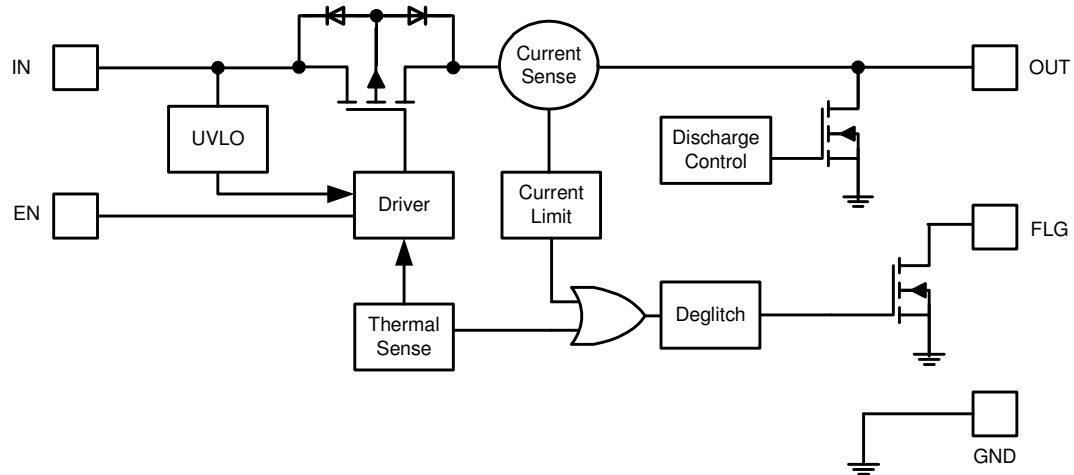 IN
Current
Sense
OUT
UVLO
Discharge
Control
EN
Driver
Current
Limit
FLG
Thermal
Sense
Deglitch
GND